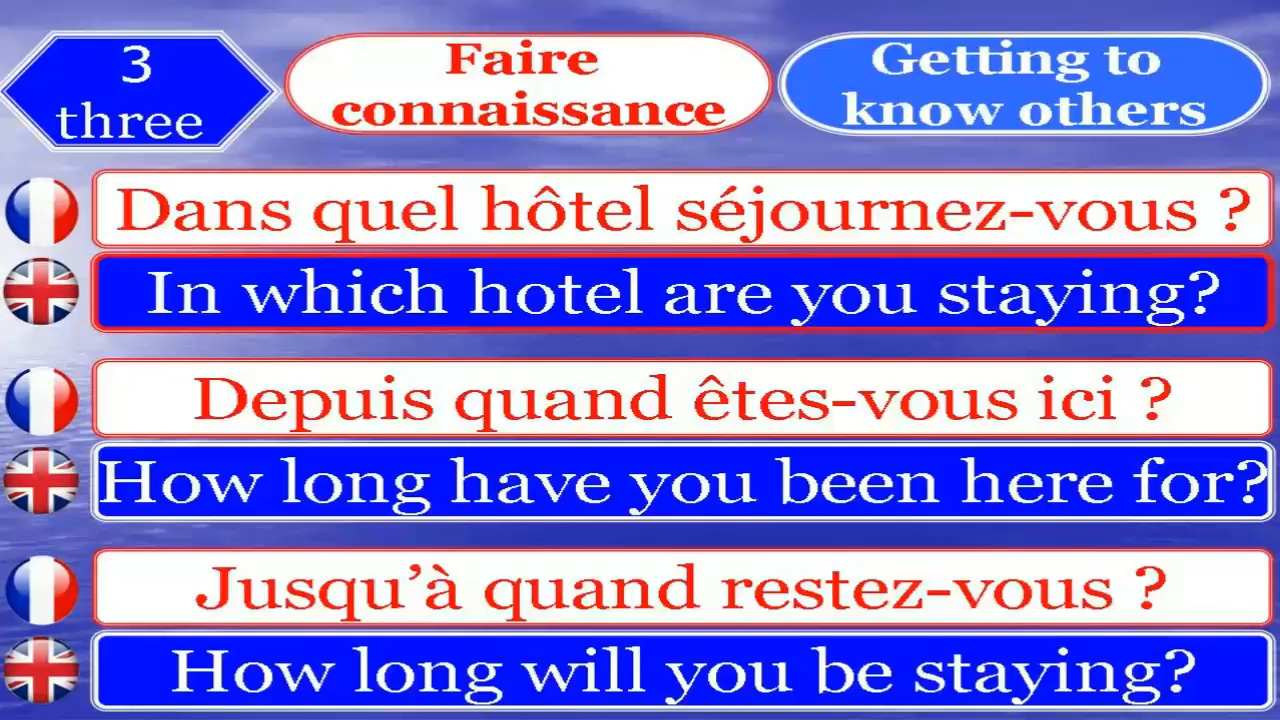 3
three
Faire
connaissance
Getting to
know others
Dans quel hôtel séjournez-vous ?
In which hotel are you staying?
Depuis quand êtes-vous ici ?
How long have you been here for?
Jusqu’à quand restez-vous ?
How long will you be staying?